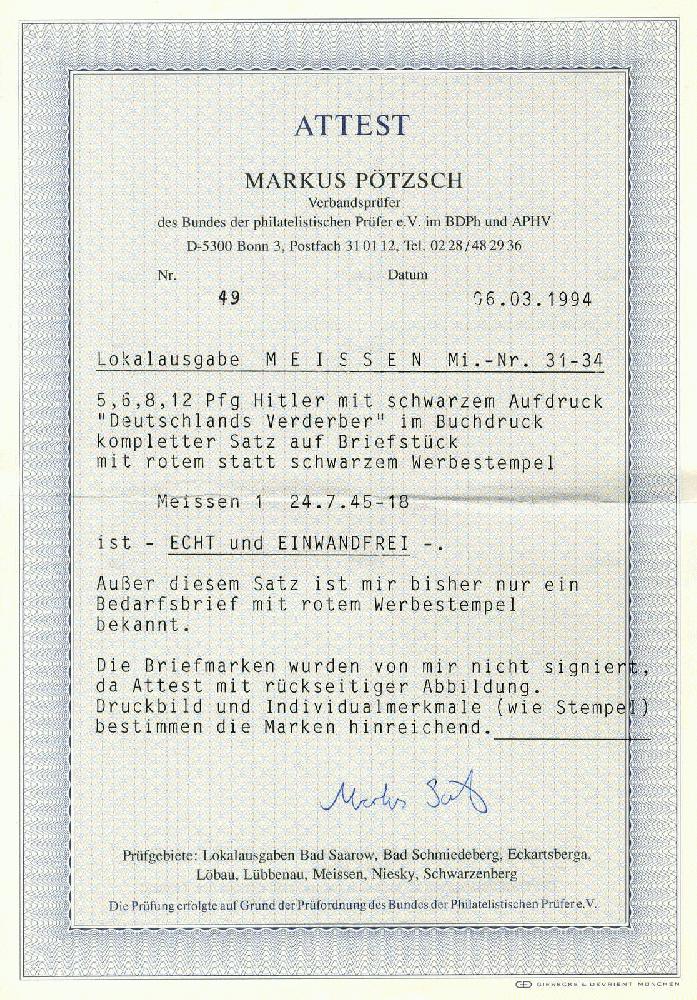 ATTEST
MARKUS PÖTZSCH
Verbandsprüfer
des Bundes der philatelistischen Prüfer e.V. im BDPh und APHV
D-5300 Bonn 3, Postfach 31 01 12, Tel. 02 28/48 29 36
Nr. Datum
49 06.03.1994
Lokalausgabe M E I S S E N Mi.-Nr. 31-34
5,6,8,12 Pfg Hitler mit schwarzem Aufdruck
"Deutschlands Verderber" im Buchdruck
kompletter Satz auf Briefstück
mit rotem statt schwarzem Werbestempel
Meissen 1 24.7.45-18
ist - ECHT und EINWANDFREI -.
Außer diesem Satz ist mir bisher nur ein
Bedarfsbrief mit rotem Werbestempel
bekannt.
Die Briefmarken wurden von mir nicht signiert,
da Attest mit rückseitiger Abbildung.
Druckbild und Individualmerkmale (wie Stempel)
bestimmen die Marken hinreichend.
Prüfgebiete: Lokalausgaben Bad Saarow, Bad Schmiedeberg, Eckartsberga,
Löbau, Lübbenau, Meissen, Niesky, Schwarzenberg
Die Prüfung erfolgte auf Grund der Prüfordnung des Bundes der Philatelistischen Prüfer e.V.
GIESECKE & DEVRIENT MÜNCHEN